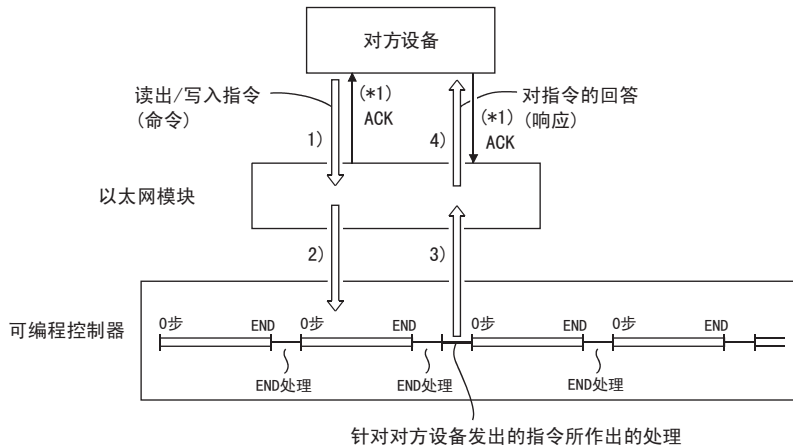 对方设备
读出/写入指令
(命令)
1)
(*1)
ACK
4)
对指令的回答
(响应)
(*1)
ACK
以太网模块
2)
3)
可编程控制器
0步
END
0步
END
0步
END
0步
END
END处理
END处理
END处理
针对对方设备发出的指令所作出的处理